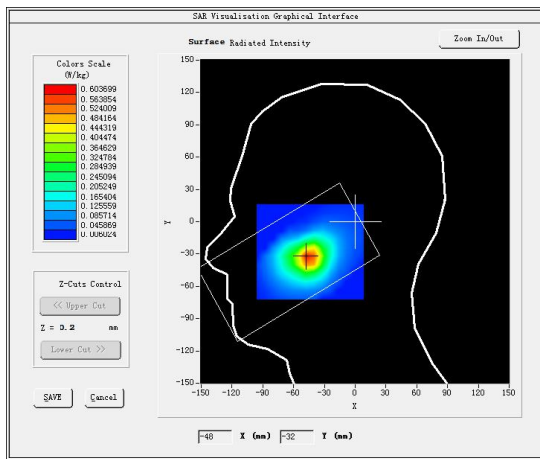 SAR Visualisation Graphical Interface
Surface Radiated Intensity
Zoom In/Out
Colors Scale
(W/kg)
0.603699
0.563854
0.524009
0.484164
0.444319
0.404474
0.364629
0.324784
0.284939
0.245094
0.205249
0.165404
0.125559
0.085714
0.045869
0.006024
Z-Cuts Control
<< Upper Cut
Z = 3.2 mm
Lower Cut >>
SAVE
Cancel
150
120
90
60
30
0
-30
-60
-90
-120
-150
Y
-150 -120 -90 -60 -30 0 30 60 90 120 150
X
-48 X (mm) -32 Y (mm)